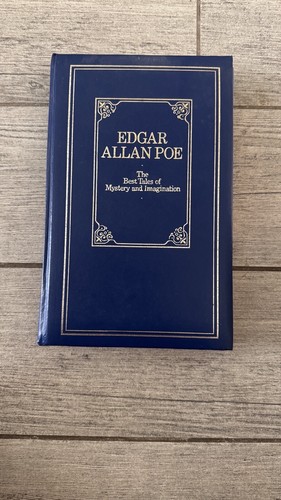 EDGAR
ALLAN POE
The
Best Tales of
Mystery and Imagination